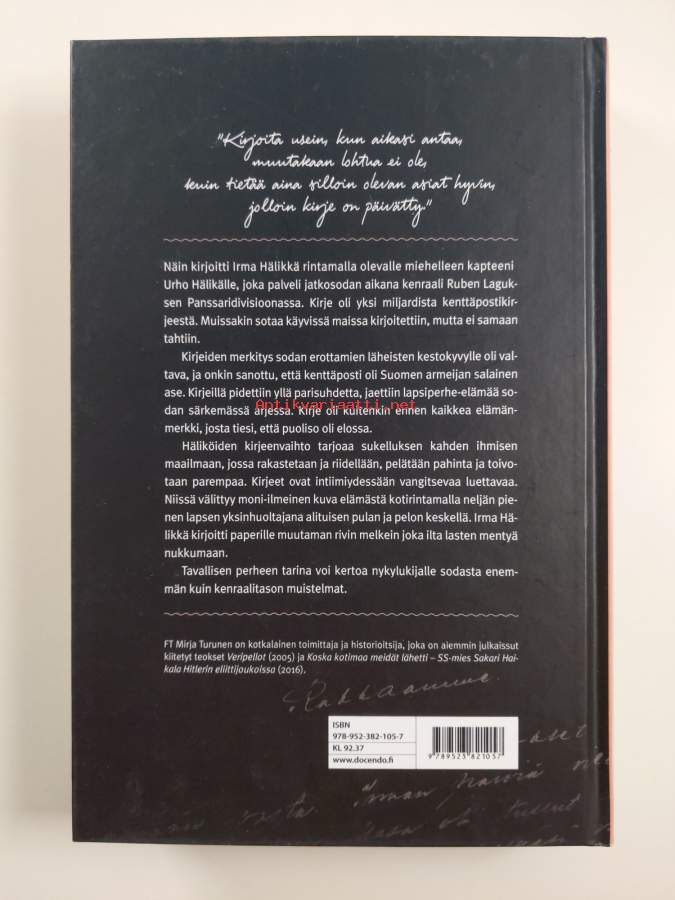 "Kirjoita usein, kun aikasi antaa,
muutakaan lohtua ei ole,
kuin tietää aina silloin olevan asiat hyvin,
jolloin kirje on päivätty."
Näin kirjoitti Irma Hälikkä rintamalla olevalle miehelleen kapteeni
Urho Hälikälle, joka palveli jatkosodan aikana kenraali Ruben Laguk-
sen Panssaridivisioonassa. Kirje oli yksi miljardista kenttäpostikir-
jeestä. Muissakin sotaa käyvissä maissa kirjoitettiin, mutta ei samaan
tahtiin.
Kirjeiden merkitys sodan erottamien läheisten kestokyvylle oli val-
tava, ja onkin sanottu, että kenttäposti oli Suomen armeijan salainen
ase. Kirjeillä pidettiin yllä parisuhdetta, jaettiin lapsiperhe-elämää so-
dan särkemässä arjessa. Kirje oli kuitenkin ennen kaikkea elämän-
Antikvariaatti.net
merkki, josta tiesi, että puoliso oli elossa.
Häliköiden kirjeenvaihto tarjoaa sukelluksen kahden ihmisen
maailmaan, jossa rakastetaan ja riidellään, pelätään pahinta ja toivo-
taan parempaa. Kirjeet ovat intiimiydessään vangitsevaa luettavaa.
Niissä välittyy moni-ilmeinen kuva elämästä kotirintamalla neljän pie-
nen lapsen yksinhuoltajana alituisen pulan ja pelon keskellä. Irma Hä-
likkä kirjoitti paperille muutaman rivin melkein joka ilta lasten mentyä
nukkumaan.
Tavallisen perheen tarina voi kertoa nykylukijalle sodasta enem-
män kuin kenraalitason muistelmat.
FT Mirja Turunen on kotkalainen toimittaja ja historioitsija, joka on aiemmin julkaissut
kiitetyt teokset Veripellot (2005) ja Koska kotimaa meidät lähetti – SS-mies Sakari Hai-
kala Hitlerin eliittijoukoissa (2016).
Rakkaamme
ISBN
978-952-382-105-7
KL 92.37
www.docendo.fi
9 789523 821057